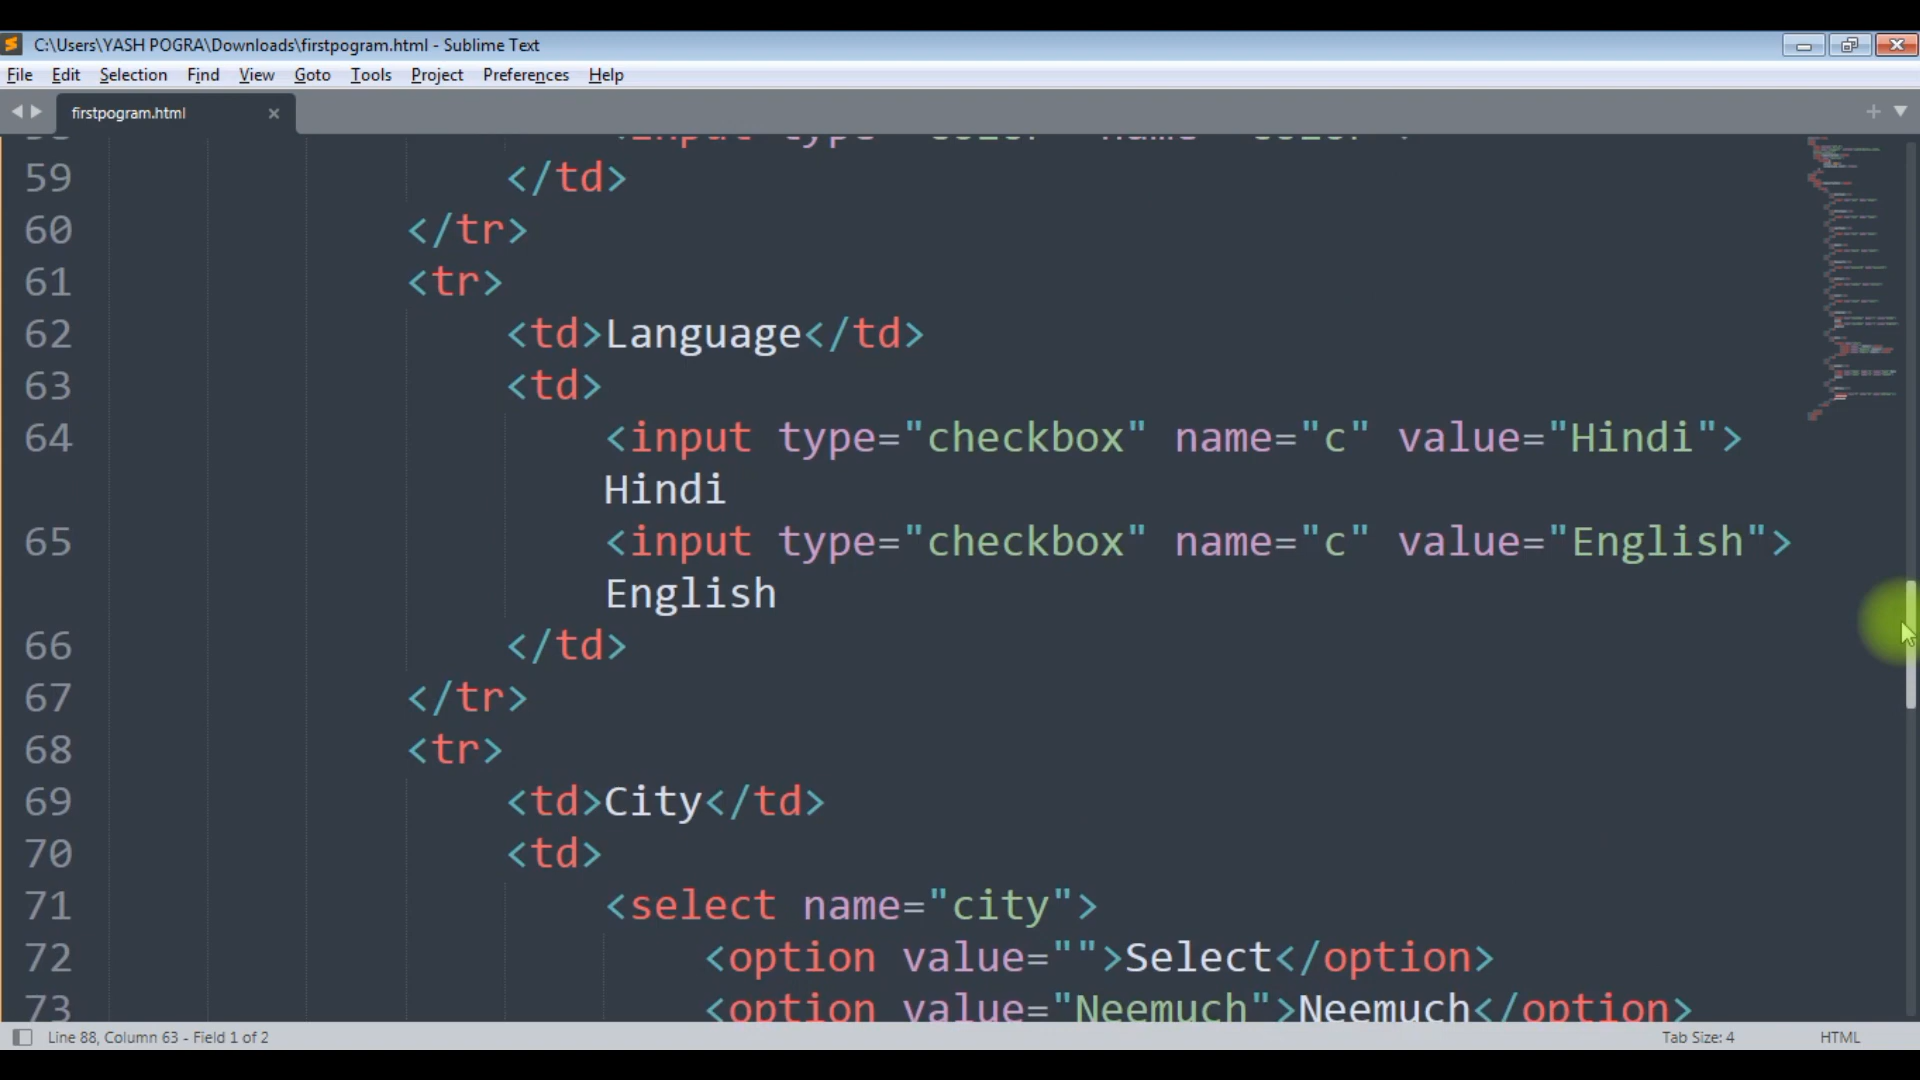 C:\Users\YASH POGRA\Downloads\firstpogram.html - Sublime Text
File Edit Selection Find View Goto Tools Project Preferences Help
firstpogram.html
59 </td>
60 </tr>
61 <tr>
62 <td>Language</td>
63 <td>
64 <input type="checkbox" name="c" value="Hindi">
Hindi
65 <input type="checkbox" name="c" value="English">
English
66 </td>
67 </tr>
68 <tr>
69 <td>City</td>
70 <td>
71 <select name="city">
72 <option value="">Select</option>
73 <option value="Neemuch">Neemuch</option>
Line 88, Column 63 - Field 1 of 2 Tab Size: 4 HTML